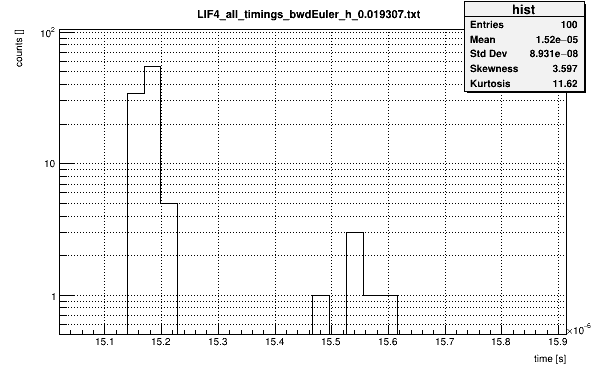 LIF4_all_timings_bwdEuler_h_0.019307.txt
hist
Entries 100
Mean 1.52e−05
Std Dev 8.931e−08
Skewness 3.597
Kurtosis 11.62
counts []
10²
10
1
15.1 15.2 15.3 15.4 15.5 15.6 15.7 15.8 15.9
×10⁻⁶
time [s]